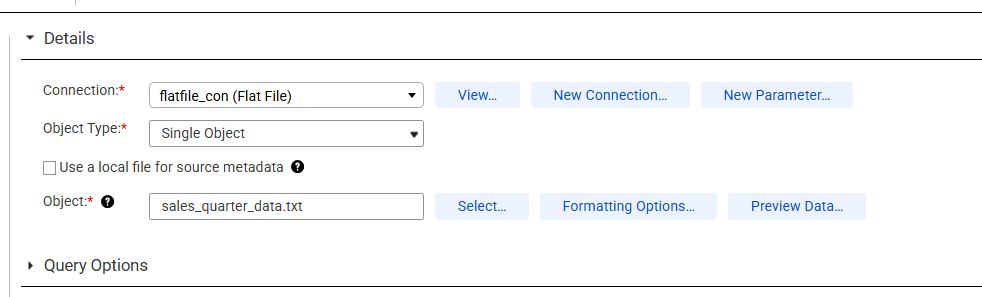 Details
Connection:* flatfile_con (Flat File) View... New Connection... New Parameter...
Object Type:* Single Object
Use a local file for source metadata ?
Object:* ? sales_quarter_data.txt Select... Formatting Options... Preview Data...
Query Options